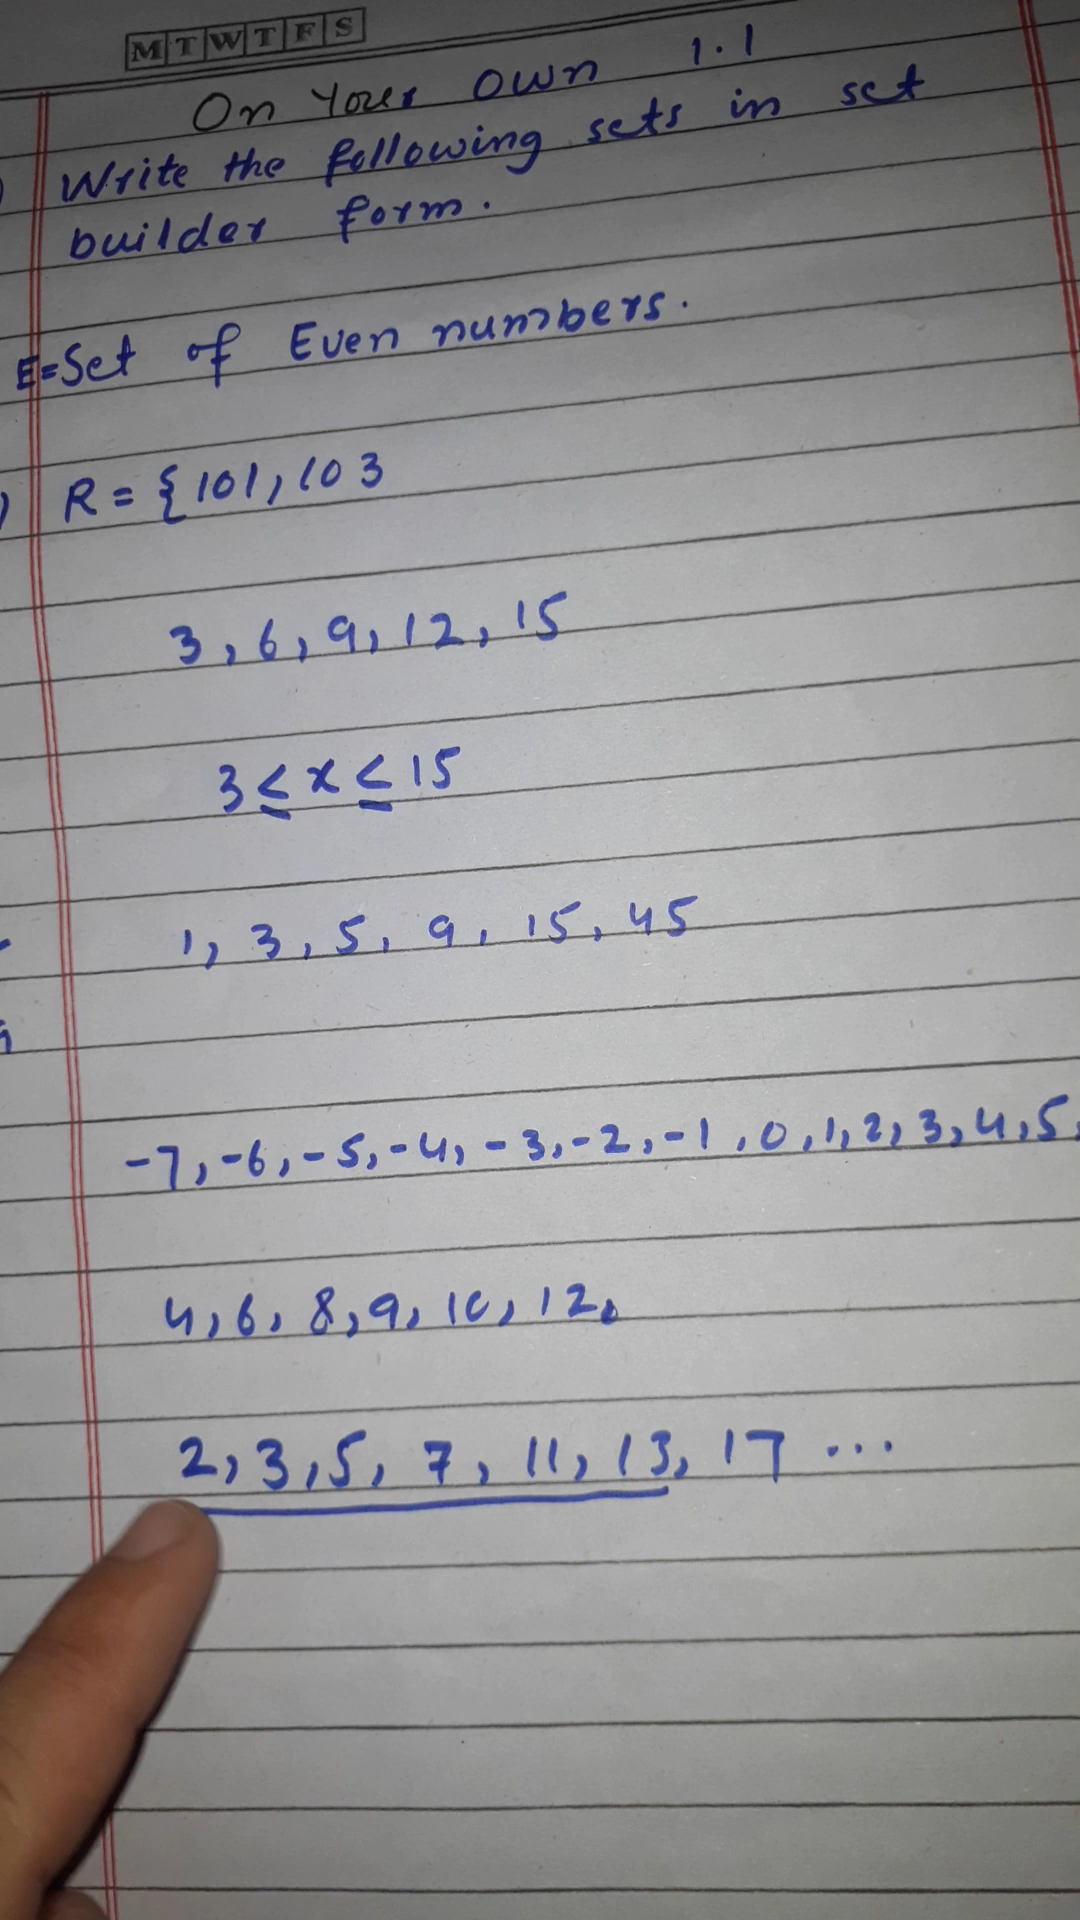 M T W T F S
On Your Own 1.1
Write the following sets in set
builder form.
E=Set of Even numbers.
) R = { 101, 103
3, 6, 9, 12, 15
3 ≤ x ≤ 15
1, 3, 5, 9, 15, 45
-7, -6, -5, -4, -3, -2, -1, 0, 1, 2, 3, 4, 5,
4, 6, 8, 9, 10, 12,
2, 3, 5, 7, 11, 13, 17 ...